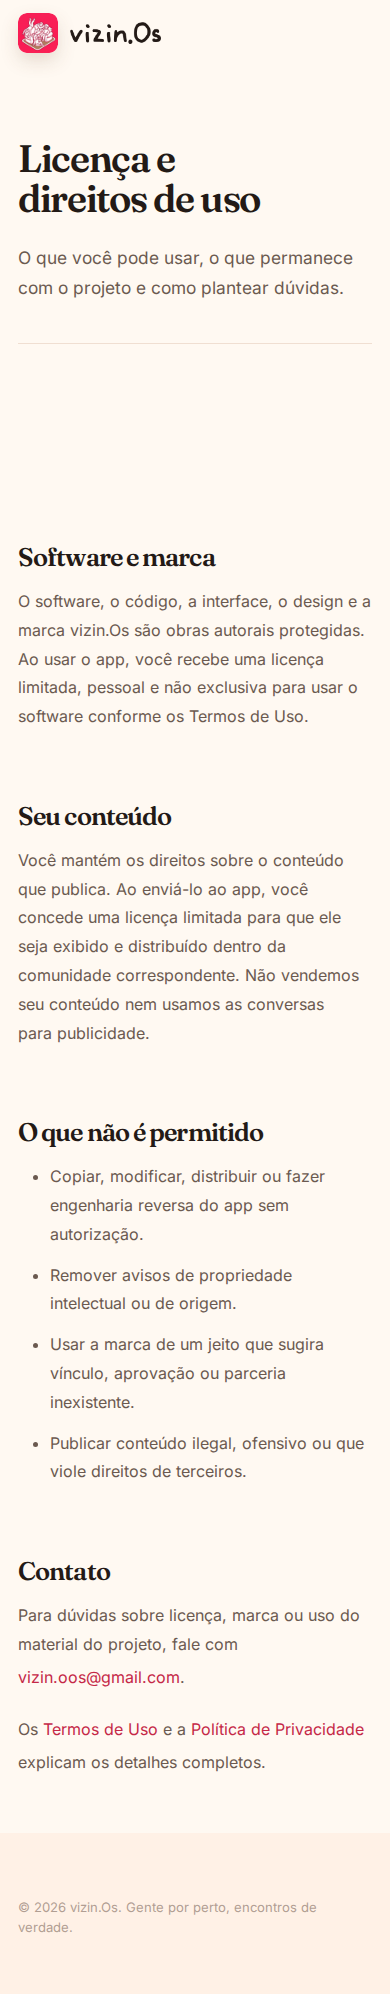 vizin.Os
Licença e
direitos de uso
O que você pode usar, o que permanece
com o projeto e como plantear dúvidas.
Software e marca
O software, o código, a interface, o design e a
marca vizin.Os são obras autorais protegidas.
Ao usar o app, você recebe uma licença
limitada, pessoal e não exclusiva para usar o
software conforme os Termos de Uso.
Seu conteúdo
Você mantém os direitos sobre o conteúdo
que publica. Ao enviá-lo ao app, você
concede uma licença limitada para que ele
seja exibido e distribuído dentro da
comunidade correspondente. Não vendemos
seu conteúdo nem usamos as conversas
para publicidade.
O que não é permitido
• Copiar, modificar, distribuir ou fazer
engenharia reversa do app sem
autorização.
• Remover avisos de propriedade
intelectual ou de origem.
• Usar a marca de um jeito que sugira
vínculo, aprovação ou parceria
inexistente.
• Publicar conteúdo ilegal, ofensivo ou que
viole direitos de terceiros.
Contato
Para dúvidas sobre licença, marca ou uso do
material do projeto, fale com
vizin.oos@gmail.com.
Os Termos de Uso e a Política de Privacidade
explicam os detalhes completos.
© 2026 vizin.Os. Gente por perto, encontros de
verdade.